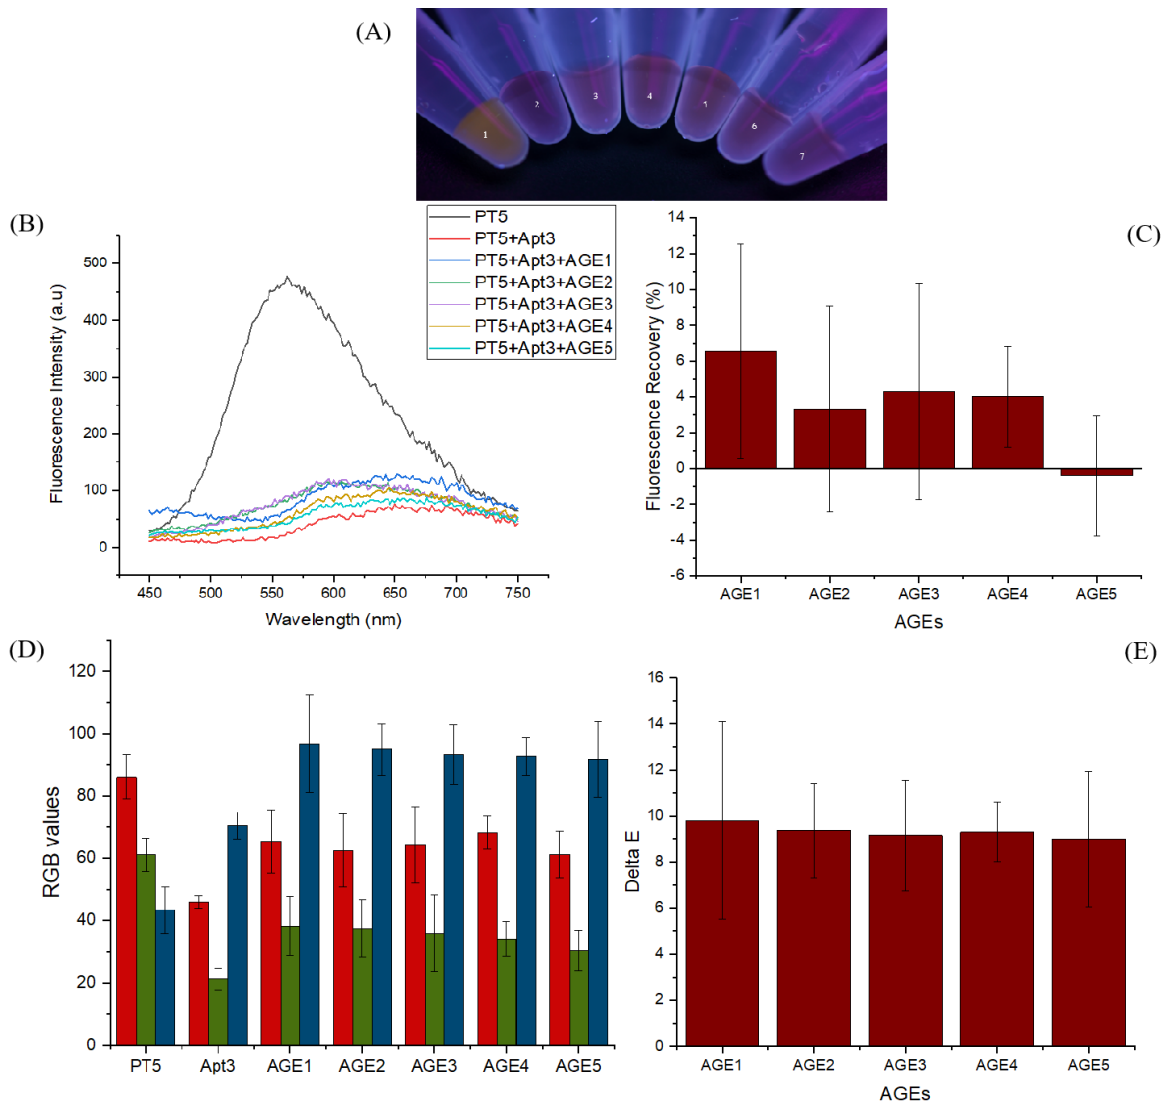 (A)
1
2
3
4
5
6
7
(B)
PT5
PT5+Apt3
PT5+Apt3+AGE1
PT5+Apt3+AGE2
PT5+Apt3+AGE3
PT5+Apt3+AGE4
PT5+Apt3+AGE5
Fluorescence Intensity (a.u)
500
400
300
200
100
0
450 500 550 600 650 700 750
Wavelength (nm)
(C)
Fluorescence Recovery (%)
14
12
10
8
6
4
2
0
-2
-4
-6
AGE1 AGE2 AGE3 AGE4 AGE5
AGEs
(D)
RGB values
120
100
80
60
40
20
0
PT5 Apt3 AGE1 AGE2 AGE3 AGE4 AGE5
(E)
Delta E
16
14
12
10
8
6
4
2
0
AGE1 AGE2 AGE3 AGE4 AGE5
AGEs